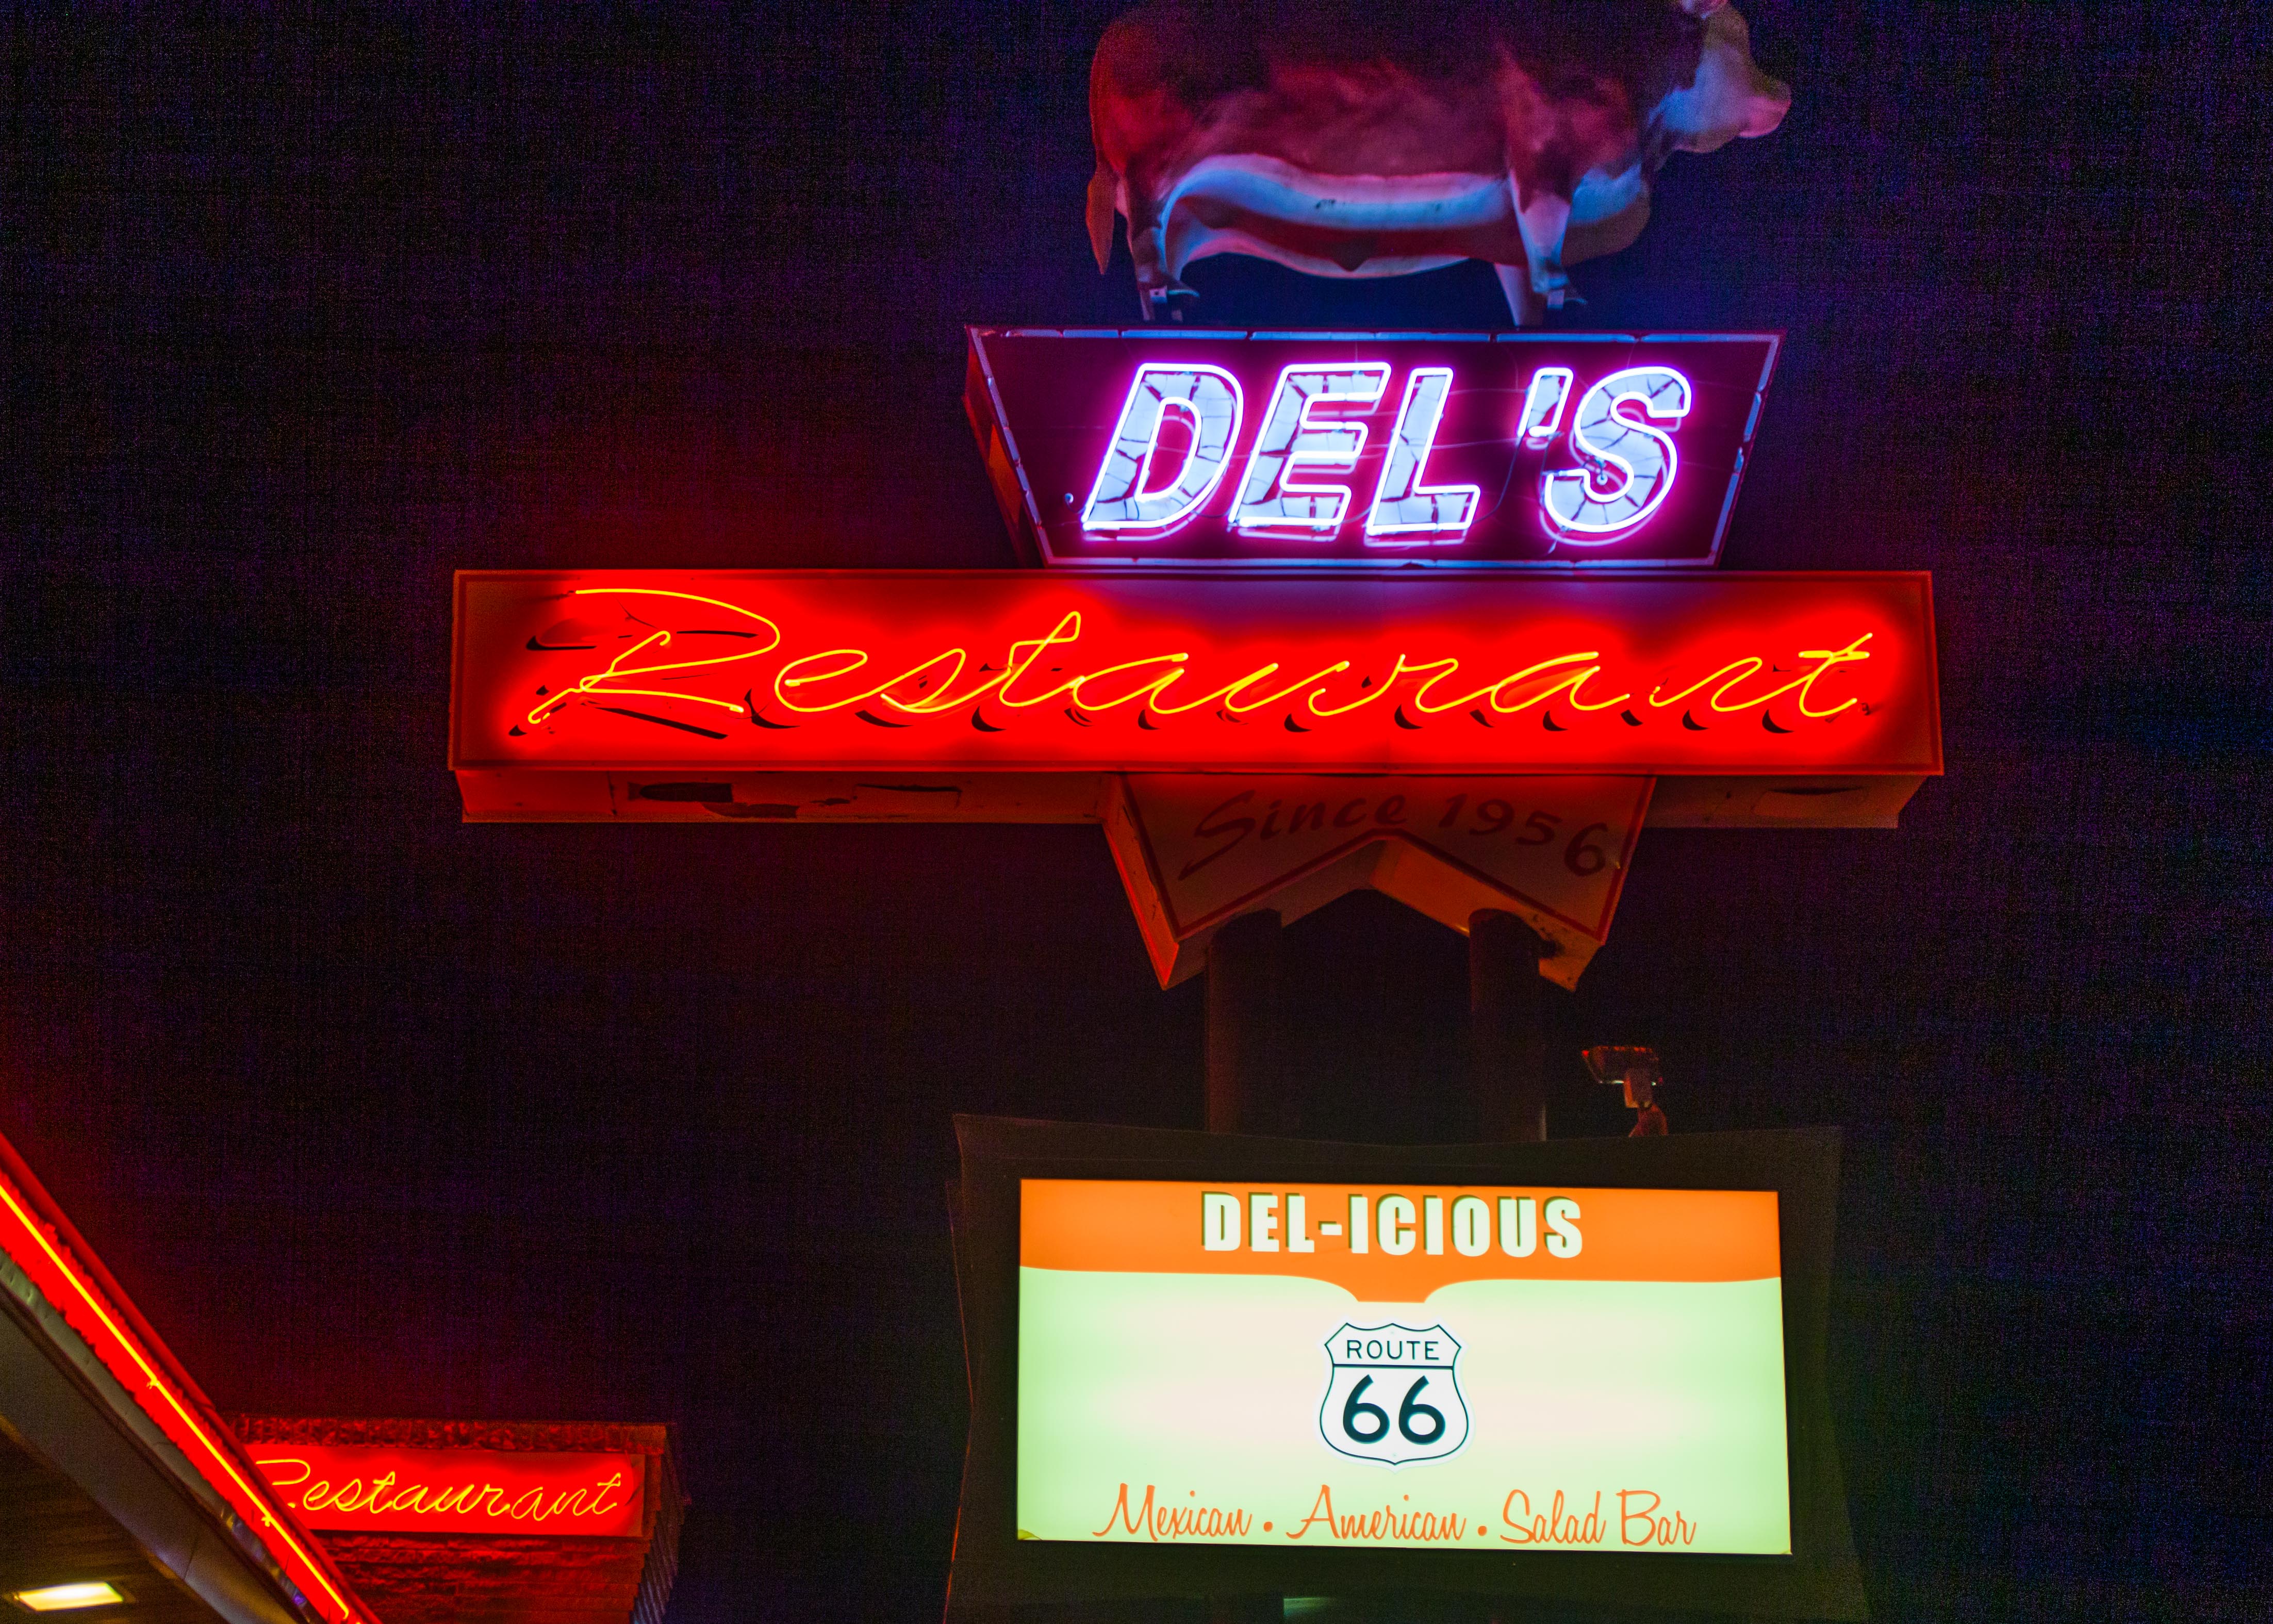 DEL'S
Restaurant
Since 1956
DEL-ICIOUS
ROUTE
66
Mexican • American • Salad Bar
Restaurant